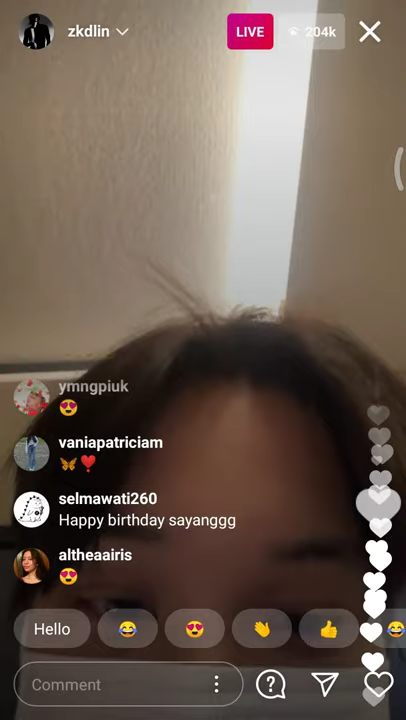 zkdlin
LIVE
204k
ymngpiuk
😍
vaniapatriciam
🦋❣️
selmawati260
Happy birthday sayanggg
altheaairis
😍
Hello 😂 😍 👏 👍 😂
Comment